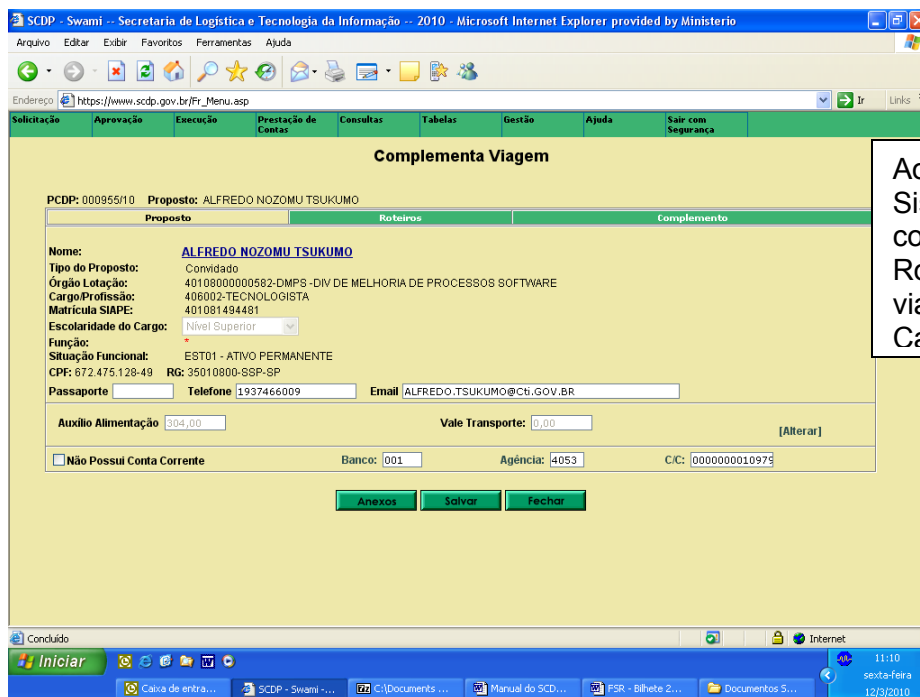 SCDP - Swami -- Secretaria de Logística e Tecnologia da Informação -- 2010 - Microsoft Internet Explorer provided by Ministerio
Arquivo Editar Exibir Favoritos Ferramentas Ajuda
Endereço https://www.scdp.gov.br/Fr_Menu.asp Ir Links
Solicitação Aprovação Execução Prestação de Contas Consultas Tabelas Gestão Ajuda Sair com Segurança
Complementa Viagem
PCDP: 000955/10 Proposto: ALFREDO NOZOMU TSUKUMO
Proposto Roteiros Complemento
Nome: ALFREDO NOZOMU TSUKUMO
Tipo do Proposto: Convidado
Órgão Lotação: 40108000000582-DMPS -DIV DE MELHORIA DE PROCESSOS SOFTWARE
Cargo/Profissão: 406002-TECNOLOGISTA
Matrícula SIAPE: 401081494481
Escolaridade do Cargo: Nível Superior
Função: *
Situação Funcional: EST01 - ATIVO PERMANENTE
CPF: 672.475.128-49 RG: 35010800-SSP-SP
Passaporte Telefone 1937466009 Email ALFREDO.TSUKUMO@Cti.GOV.BR
Auxílio Alimentação 304,00 Vale Transporte: 0,00 [Alterar]
Não Possui Conta Corrente Banco: 001 Agência: 4053 C/C: 0000000010979
Anexos Salvar Fechar
Concluído Internet
Iniciar 11:10
sexta-feira
Caixa de entra... SCDP - Swami -... C:\Documents ... Manual do SCD... FSR - Bilhete 2... Documentos S... 12/3/2010